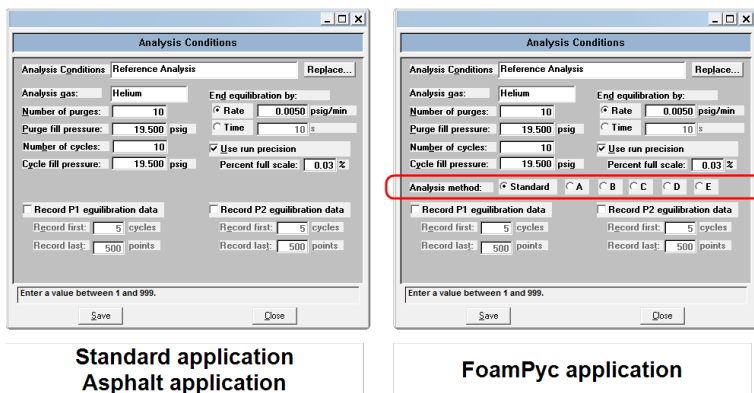 Analysis Conditions
Analysis Conditions Reference Analysis Replace...
Analysis gas: Helium End equilibration by:
Number of purges: 10 Rate 0.0050 psig/min
Purge fill pressure: 19.500 psig Time 10 s
Number of cycles: 10 Use run precision
Cycle fill pressure: 19.500 psig Percent full scale: 0.03 %
Record P1 equilibration data Record P2 equilibration data
Record first: 5 cycles Record first: 5 cycles
Record last: 500 points Record last: 500 points
Enter a value between 1 and 999.
Save Close
Standard application
Asphalt application
Analysis Conditions
Analysis Conditions Reference Analysis Replace...
Analysis gas: Helium End equilibration by:
Number of purges: 10 Rate 0.0050 psig/min
Purge fill pressure: 19.500 psig Time 10 s
Number of cycles: 10 Use run precision
Cycle fill pressure: 19.500 psig Percent full scale: 0.03 %
Analysis method: Standard A B C D E
Record P1 equilibration data Record P2 equilibration data
Record first: 5 cycles Record first: 5 cycles
Record last: 500 points Record last: 500 points
Enter a value between 1 and 999.
Save Close
FoamPyc application